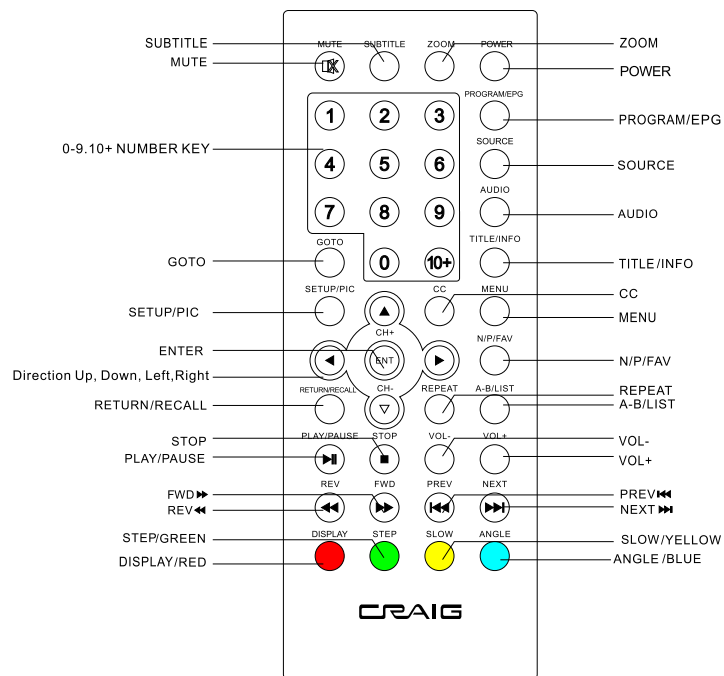 SUBTITLE
MUTE
0-9.10+ NUMBER KEY
GOTO
SETUP/PIC
ENTER
Direction Up, Down, Left,Right
RETURN/RECALL
STOP
PLAY/PAUSE
FWD
REV
STEP/GREEN
DISPLAY/RED
MUTE SUBTITLE ZOOM POWER
PROGRAM/EPG
1 2 3
SOURCE
4 5 6
AUDIO
7 8 9
GOTO TITLE/INFO
0 10+
SETUP/PIC CC MENU
CH+
N/P/FAV
ENT
RETURN/RECALL CH- REPEAT A-B/LIST
PLAY/PAUSE STOP VOL- VOL+
REV FWD PREV NEXT
DISPLAY STEP SLOW ANGLE
CRAIG
ZOOM
POWER
PROGRAM/EPG
SOURCE
AUDIO
TITLE/INFO
CC
MENU
N/P/FAV
REPEAT
A-B/LIST
VOL-
VOL+
PREV
NEXT
SLOW/YELLOW
ANGLE/BLUE